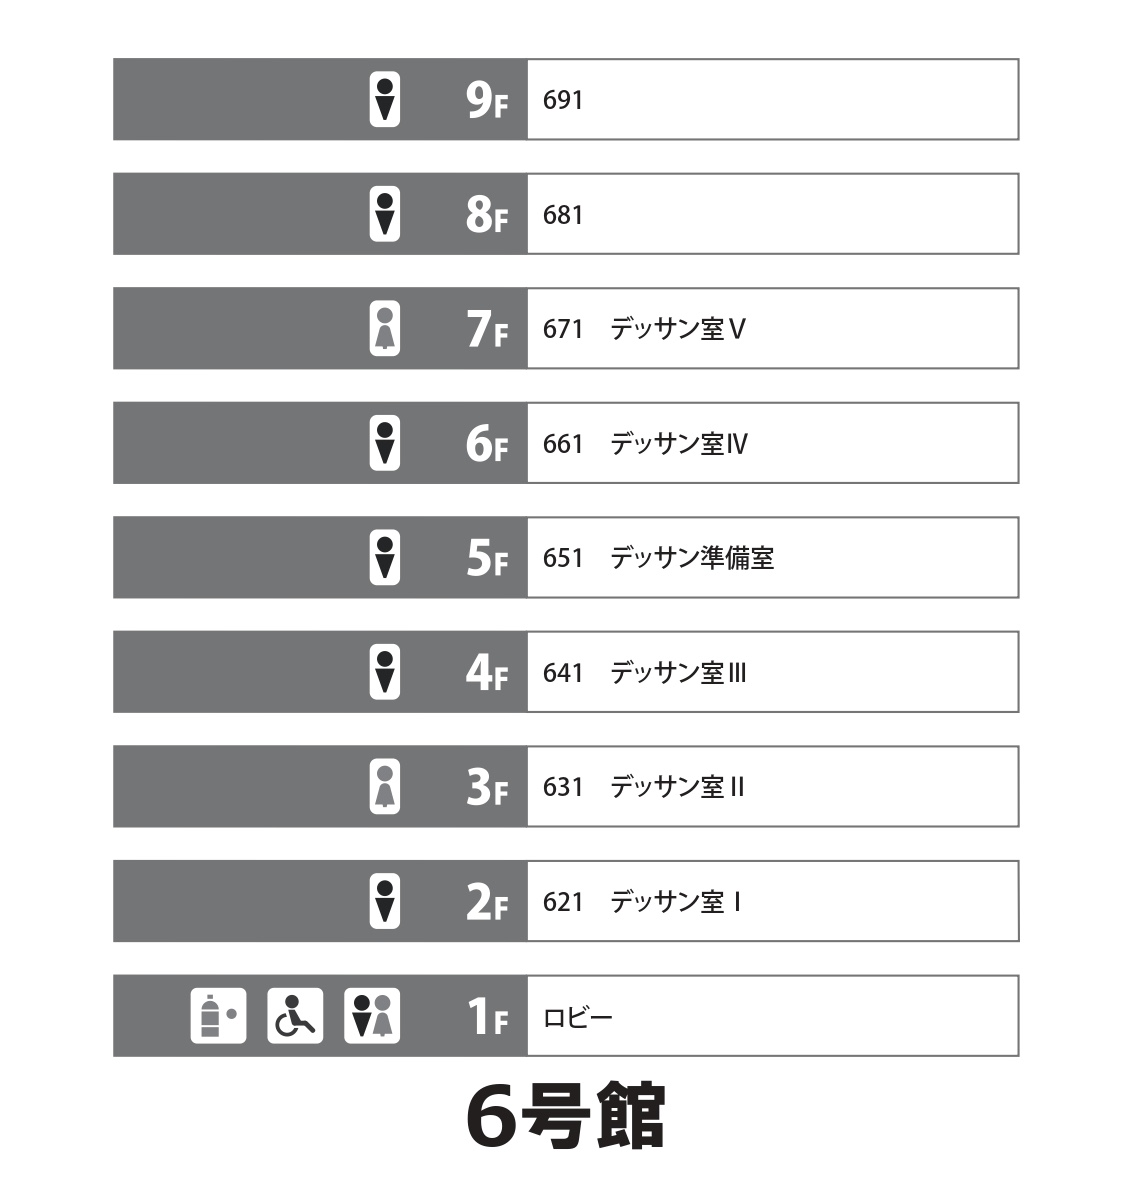 9F 691
8F 681
7F 671 デッサン室Ⅴ
6F 661 デッサン室Ⅳ
5F 651 デッサン準備室
4F 641 デッサン室Ⅲ
3F 631 デッサン室Ⅱ
2F 621 デッサン室Ⅰ
1F ロビー
6号館